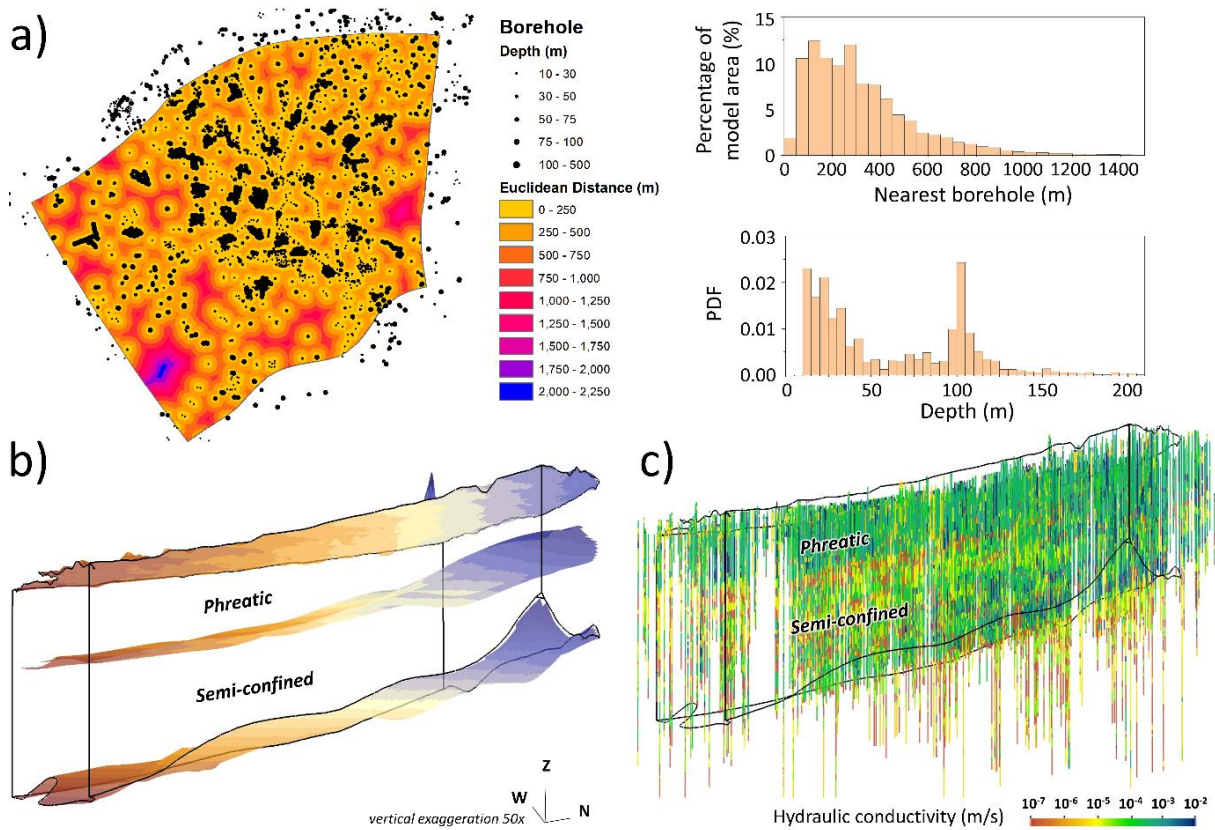 a)
Borehole
Depth (m)
10 - 30
30 - 50
50 - 75
75 - 100
100 - 500
Euclidean Distance (m)
0 - 250
250 - 500
500 - 750
750 - 1,000
1,000 - 1,250
1,250 - 1,500
1,500 - 1,750
1,750 - 2,000
2,000 - 2,250
Percentage of
model area (%)
15
10
5
0
0 200 400 600 800 1000 1200 1400
Nearest borehole (m)
PDF
0.03
0.02
0.01
0.00
0 50 100 150 200
Depth (m)
b)
Phreatic
Semi-confined
Z
W
N
vertical exaggeration 50x
c)
Phreatic
Semi-confined
Hydraulic conductivity (m/s)
10-7 10-6 10-5 10-4 10-3 10-2